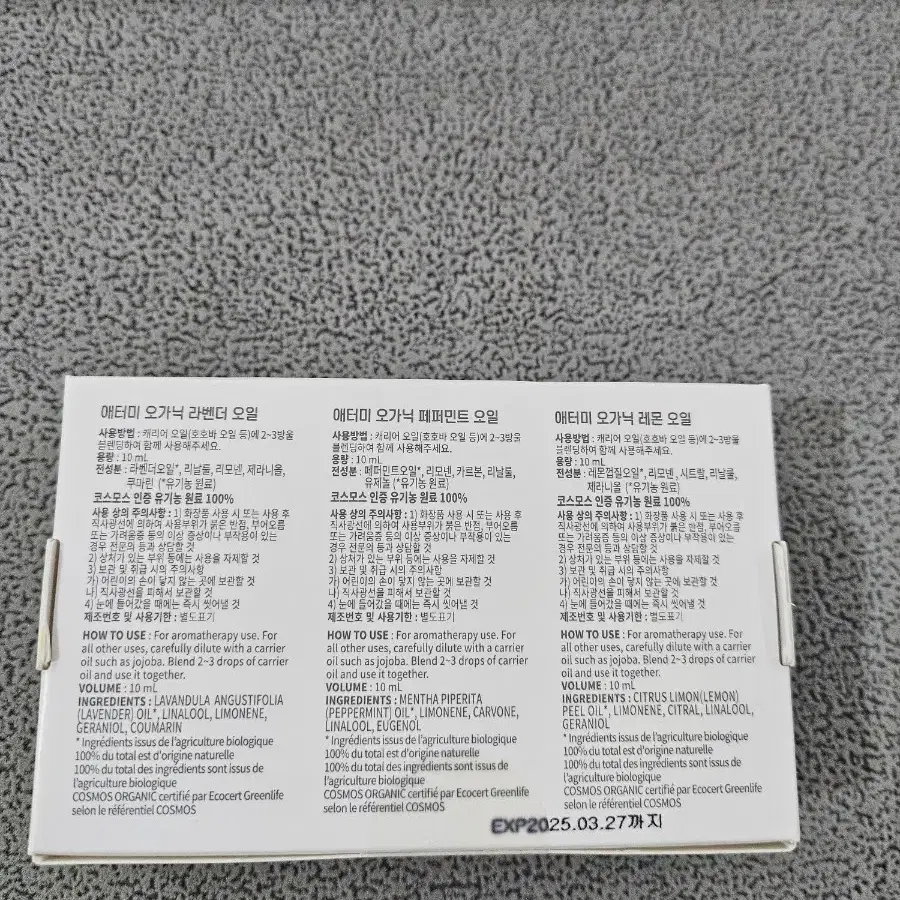 애터미 오가닉 라벤더 오일
사용방법 : 캐리어 오일(호호바 오일 등)에 2~3방울
블렌딩하여 함께 사용해주세요.
용량 : 10 mL
전성분 : 라벤더오일*, 리날룰, 리모넨, 제라니올,
쿠마린 (*유기농 원료)
코스모스 인증 유기농 원료 100%
사용 상의 주의사항 : 1) 화장품 사용 시 또는 사용 후
직사광선에 의하여 사용부위가 붉은 반점, 부어오름
또는 가려움증 등의 이상 증상이나 부작용이 있는
경우 전문의 등과 상담할 것
2) 상처가 있는 부위 등에는 사용을 자제할 것
3) 보관 및 취급 시의 주의사항
가) 어린이의 손이 닿지 않는 곳에 보관할 것
나) 직사광선을 피해서 보관할 것
4) 눈에 들어갔을 때에는 즉시 씻어낼 것
제조번호 및 사용기한 : 별도표기
HOW TO USE : For aromatherapy use. For
all other uses, carefully dilute with a carrier
oil such as jojoba. Blend 2~3 drops of carrier
oil and use it together.
VOLUME : 10 mL
INGREDIENTS : LAVANDULA ANGUSTIFOLIA
(LAVENDER) OIL*, LINALOOL, LIMONENE,
GERANIOL, COUMARIN
* Ingrédients issus de l'agriculture biologique
100% du total est d'origine naturelle
100% du total des ingrédients sont issus de
l'agriculture biologique
COSMOS ORGANIC certifié par Ecocert Greenlife
selon le référentiel COSMOS
애터미 오가닉 페퍼민트 오일
사용방법 : 캐리어 오일(호호바 오일 등)에 2~3방울
블렌딩하여 함께 사용해주세요.
용량 : 10 mL
전성분 : 페퍼민트오일*, 리모넨, 카르본, 리날룰,
유제놀 (*유기농 원료)
코스모스 인증 유기농 원료 100%
사용 상의 주의사항 : 1) 화장품 사용 시 또는 사용 후
직사광선에 의하여 사용부위가 붉은 반점, 부어오름
또는 가려움증 등의 이상 증상이나 부작용이 있는
경우 전문의 등과 상담할 것
2) 상처가 있는 부위 등에는 사용을 자제할 것
3) 보관 및 취급 시의 주의사항
가) 어린이의 손이 닿지 않는 곳에 보관할 것
나) 직사광선을 피해서 보관할 것
4) 눈에 들어갔을 때에는 즉시 씻어낼 것
제조번호 및 사용기한 : 별도표기
HOW TO USE : For aromatherapy use. For
all other uses, carefully dilute with a carrier
oil such as jojoba. Blend 2~3 drops of carrier
oil and use it together.
VOLUME : 10 mL
INGREDIENTS : MENTHA PIPERITA
(PEPPERMINT) OIL*, LIMONENE, CARVONE,
LINALOOL, EUGENOL
* Ingrédients issus de l'agriculture biologique
100% du total est d'origine naturelle
100% du total des ingrédients sont issus de
l'agriculture biologique
COSMOS ORGANIC certifié par Ecocert Greenlife
selon le référentiel COSMOS
애터미 오가닉 레몬 오일
사용방법 : 캐리어 오일(호호바 오일 등)에 2~3방울
블렌딩하여 함께 사용해주세요.
용량 : 10 mL
전성분 : 레몬껍질오일*, 리모넨, 시트랄, 리날룰,
제라니올 (*유기농 원료)
코스모스 인증 유기농 원료 100%
사용 상의 주의사항 : 1) 화장품 사용 시 또는 사용 후
직사광선에 의하여 사용부위가 붉은 반점, 부어오름
또는 가려움증 등의 이상 증상이나 부작용이 있는
경우 전문의 등과 상담할 것
2) 상처가 있는 부위 등에는 사용을 자제할 것
3) 보관 및 취급 시의 주의사항
가) 어린이의 손이 닿지 않는 곳에 보관할 것
나) 직사광선을 피해서 보관할 것
4) 눈에 들어갔을 때에는 즉시 씻어낼 것
제조번호 및 사용기한 : 별도표기
HOW TO USE : For aromatherapy use. For
all other uses, carefully dilute with a carrier
oil such as jojoba. Blend 2~3 drops of carrier
oil and use it together.
VOLUME : 10 mL
INGREDIENTS : CITRUS LIMON(LEMON)
PEEL OIL*, LIMONENE, CITRAL, LINALOOL,
GERANIOL
* Ingrédients issus de l'agriculture biologique
100% du total est d'origine naturelle
100% du total des ingrédients sont issus de
l'agriculture biologique
COSMOS ORGANIC certifié par Ecocert Greenlife
selon le référentiel COSMOS
EXP2025.03.27까지